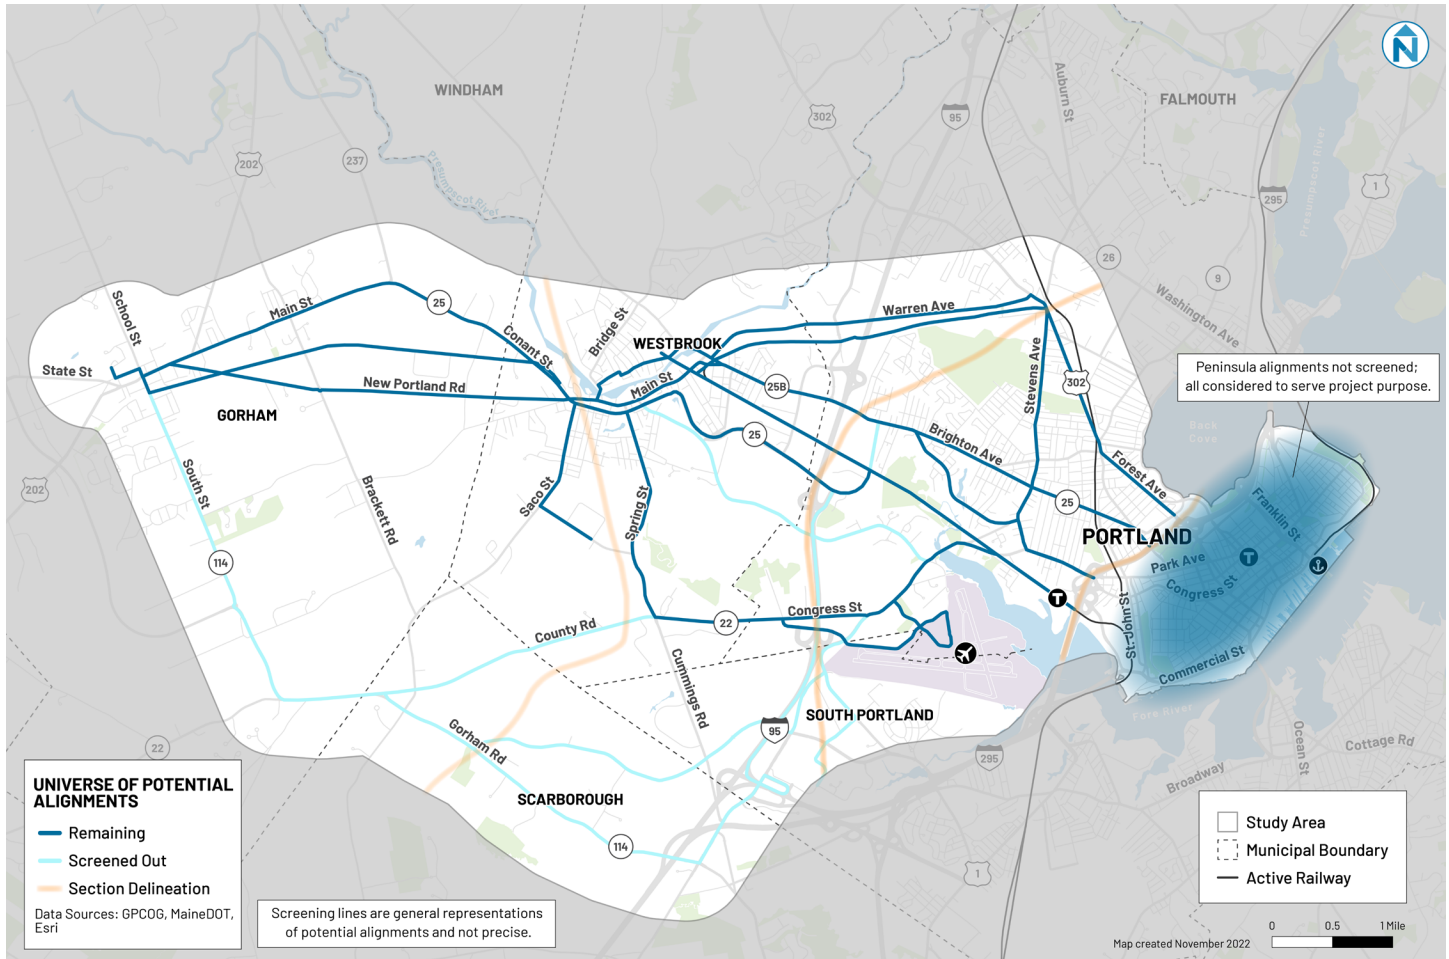 N
WINDHAM
FALMOUTH
Auburn St
302
95
202
237
Presumpscot River
295
1
Presumpscot River
26
9
Washington Ave
School St
Main St
25
Conant St
Bridge St
WESTBROOK
Warren Ave
State St
New Portland Rd
Main St
25B
Stevens Ave
302
Peninsula alignments not screened;
all considered to serve project purpose.
GORHAM
25
Brighton Ave
Back
Cove
Forest Ave
202
South St
Brackett Rd
Saco St
Spring St
25
PORTLAND
Franklin St
114
Park Ave
T
Congress St
T
St John St
County Rd
22
Congress St
Cummings Rd
Commercial St
SOUTH PORTLAND
Fore River
95
Gorham Rd
22
295
Ocean St
Cottage Rd
Broadway
SCARBOROUGH
114
1
UNIVERSE OF POTENTIAL
ALIGNMENTS
Remaining
Screened Out
Section Delineation
Data Sources: GPCOG, MaineDOT,
Esri
Screening lines are general representations
of potential alignments and not precise.
Study Area
Municipal Boundary
Active Railway
0 0.5 1 Mile
Map created November 2022